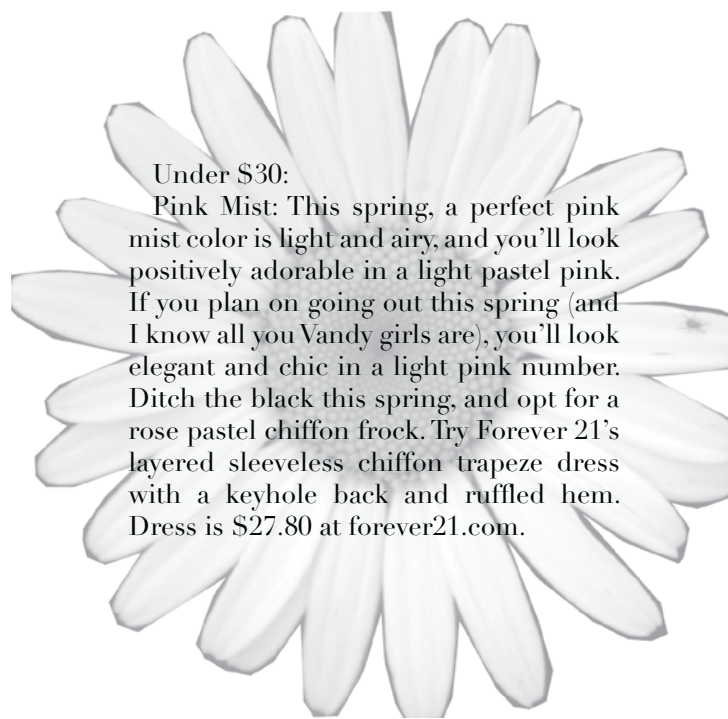 Under $30:
Pink Mist: This spring, a perfect pink
mist color is light and airy, and you’ll look
positively adorable in a light pastel pink.
If you plan on going out this spring (and
I know all you Vandy girls are), you’ll look
elegant and chic in a light pink number.
Ditch the black this spring, and opt for a
rose pastel chiffon frock. Try Forever 21’s
layered sleeveless chiffon trapeze dress
with a keyhole back and ruffled hem.
Dress is $27.80 at forever21.com.